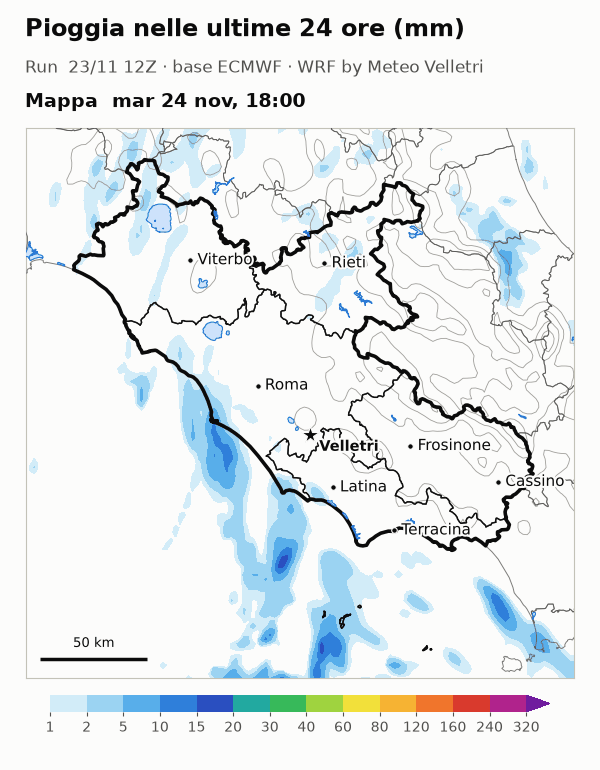 Pioggia nelle ultime 24 ore (mm)
Run 23/11 12Z · base ECMWF · WRF by Meteo Velletri
Mappa mar 24 nov, 18:00
Viterbo
Rieti
Roma
Velletri
Frosinone
Latina
Cassino
Terracina
50 km
1 2 5 10 15 20 30 40 60 80 120 160 240 320